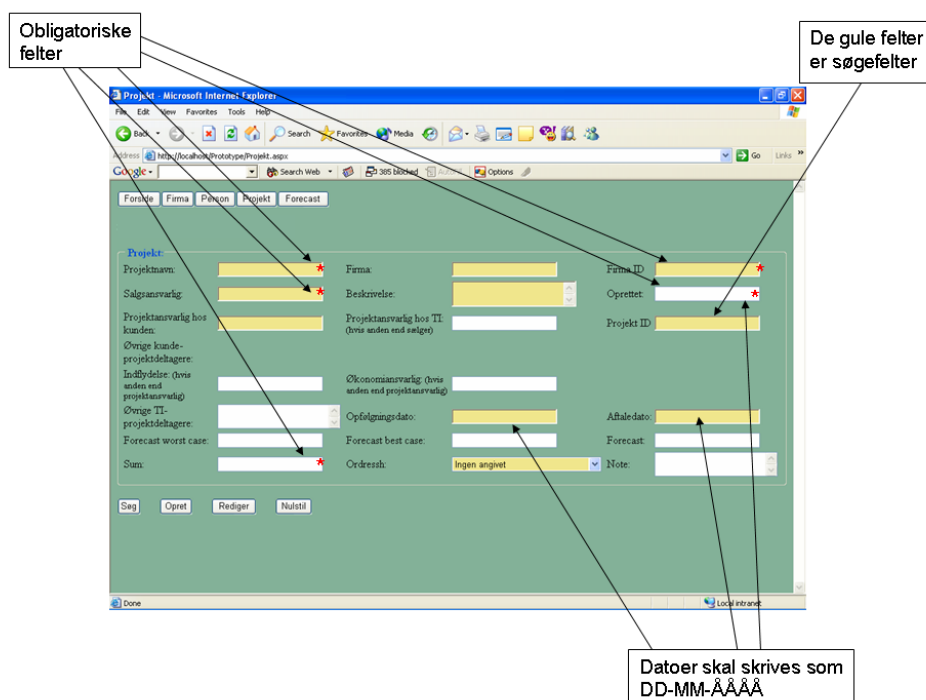 Obligatoriske
felter
De gule felter
er søgefelter
Projekt - Microsoft Internet Explorer
File Edit View Favorites Tools Help
Back Search Favorites Media
Address http://localhost/Prototype/Projekt.aspx Go Links »
Google Search Web 385 blocked Options
Forside Firma Person Projekt Forecast
Projekt:
Projektnavn: * Firma: Firma ID *
Salgsansvarlig: * Beskrivelse: Oprettet: *
Projektansvarlig hos
kunden:
Projektansvarlig hos TI:
(hvis anden end sælger)
Projekt ID
Øvrige kunde-
projektdeltagere:
Indflydelse: (hvis
anden end
projektansvarlig)
Økonomiansvarlig: (hvis
anden end projektansvarlig)
Øvrige TI-
projektdeltagere:
Opfølgningsdato: Aftaledato:
Forecast worst case: Forecast best case: Forecast:
Sum: * Ordressh: Ingen angivet Note:
Søg Opret Rediger Nulstil
Done Local intranet
Datoer skal skrives som
DD-MM-ÅÅÅÅ